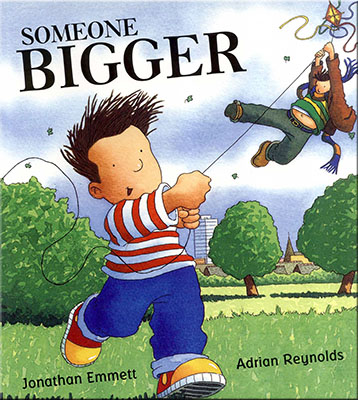 SOMEONE
BIGGER
Jonathan Emmett
Adrian Reynolds